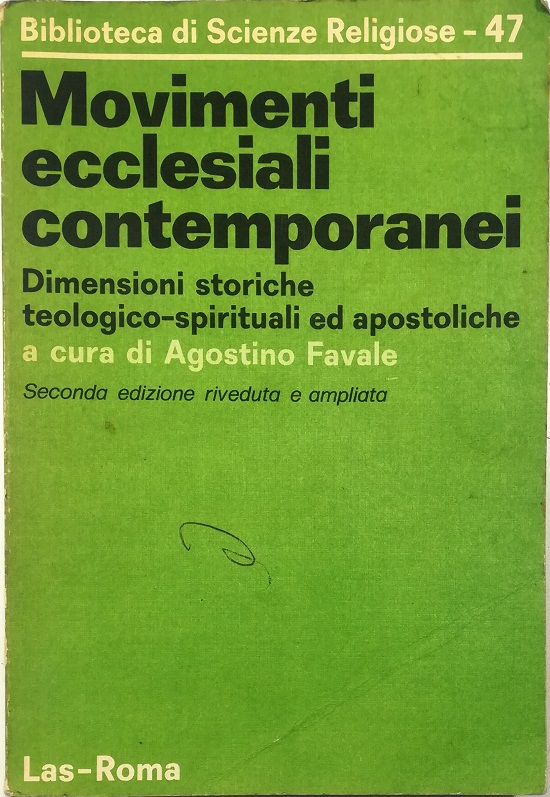 Biblioteca di Scienze Religiose - 47
Movimenti
ecclesiali
contemporanei
Dimensioni storiche
teologico-spirituali ed apostoliche
a cura di Agostino Favale
Seconda edizione riveduta e ampliata
Las-Roma